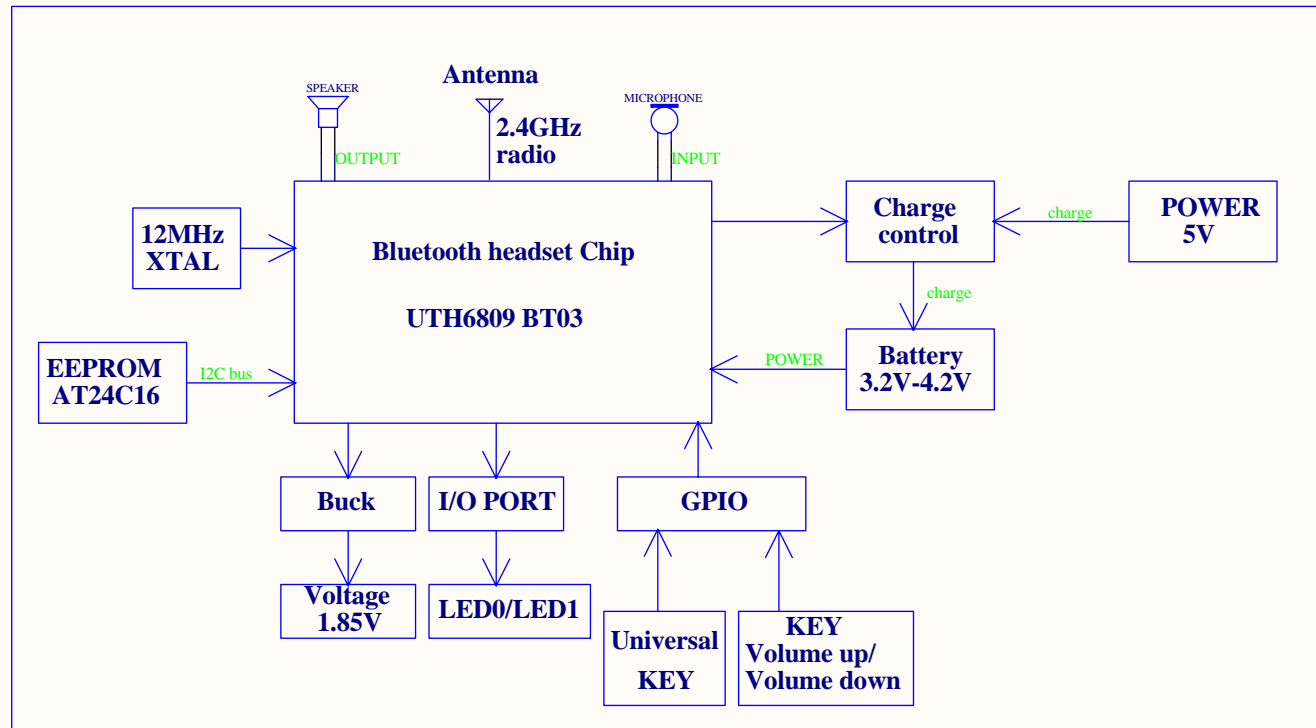 Antenna
SPEAKER
MICROPHONE
2.4GHz
radio
OUTPUT
INPUT
12MHz
XTAL
Bluetooth headset Chip
UTH6809 BT03
Charge
control
charge
POWER
5V
charge
EEPROM
AT24C16
I2C bus
POWER
Battery
3.2V-4.2V
Buck
I/O PORT
GPIO
Voltage
1.85V
LED0/LED1
Universal
KEY
KEY
Volume up/
Volume down